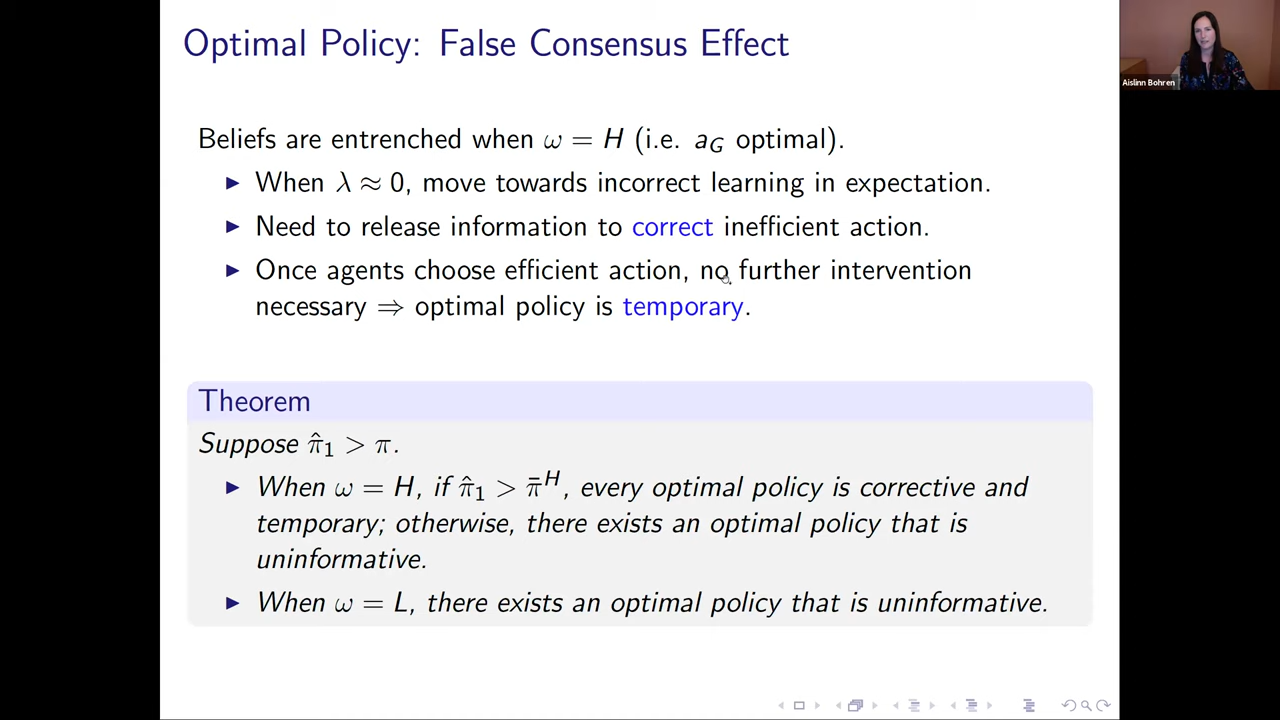 Optimal Policy: False Consensus Effect
Aislinn Bohren
Beliefs are entrenched when ω = H (i.e. a_G optimal).
▶ When λ ≈ 0, move towards incorrect learning in expectation.
▶ Need to release information to correct inefficient action.
▶ Once agents choose efficient action, no further intervention
necessary ⇒ optimal policy is temporary.
Theorem
Suppose π̂₁ > π.
▶ When ω = H, if π̂₁ > π̄ᴴ, every optimal policy is corrective and
temporary; otherwise, there exists an optimal policy that is
uninformative.
▶ When ω = L, there exists an optimal policy that is uninformative.